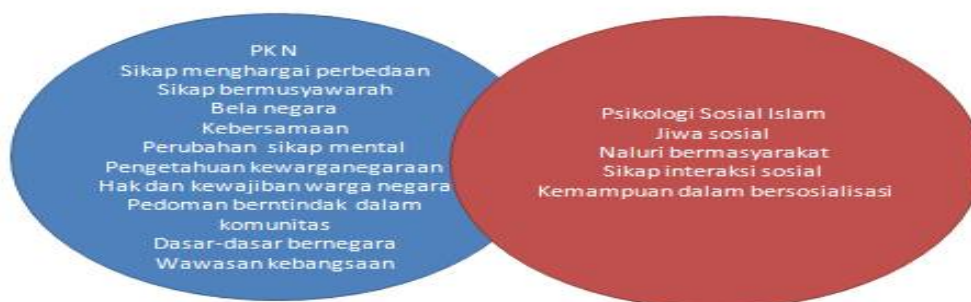 PK N
Sikap menghargai perbedaan
Sikap bermusyawarah
Bela negara
Kebersamaan
Perubahan sikap mental
Pengetahuan kewarganegaraan
Hak dan kewajiban warga negara
Pedoman berntindak dalam
komunitas
Dasar-dasar bernegara
Wawasan kebangsaan
Psikologi Sosial Islam
Jiwa sosial
Naluri bermasyarakat
Sikap interaksi sosial
Kemampuan dalam bersosialisasi